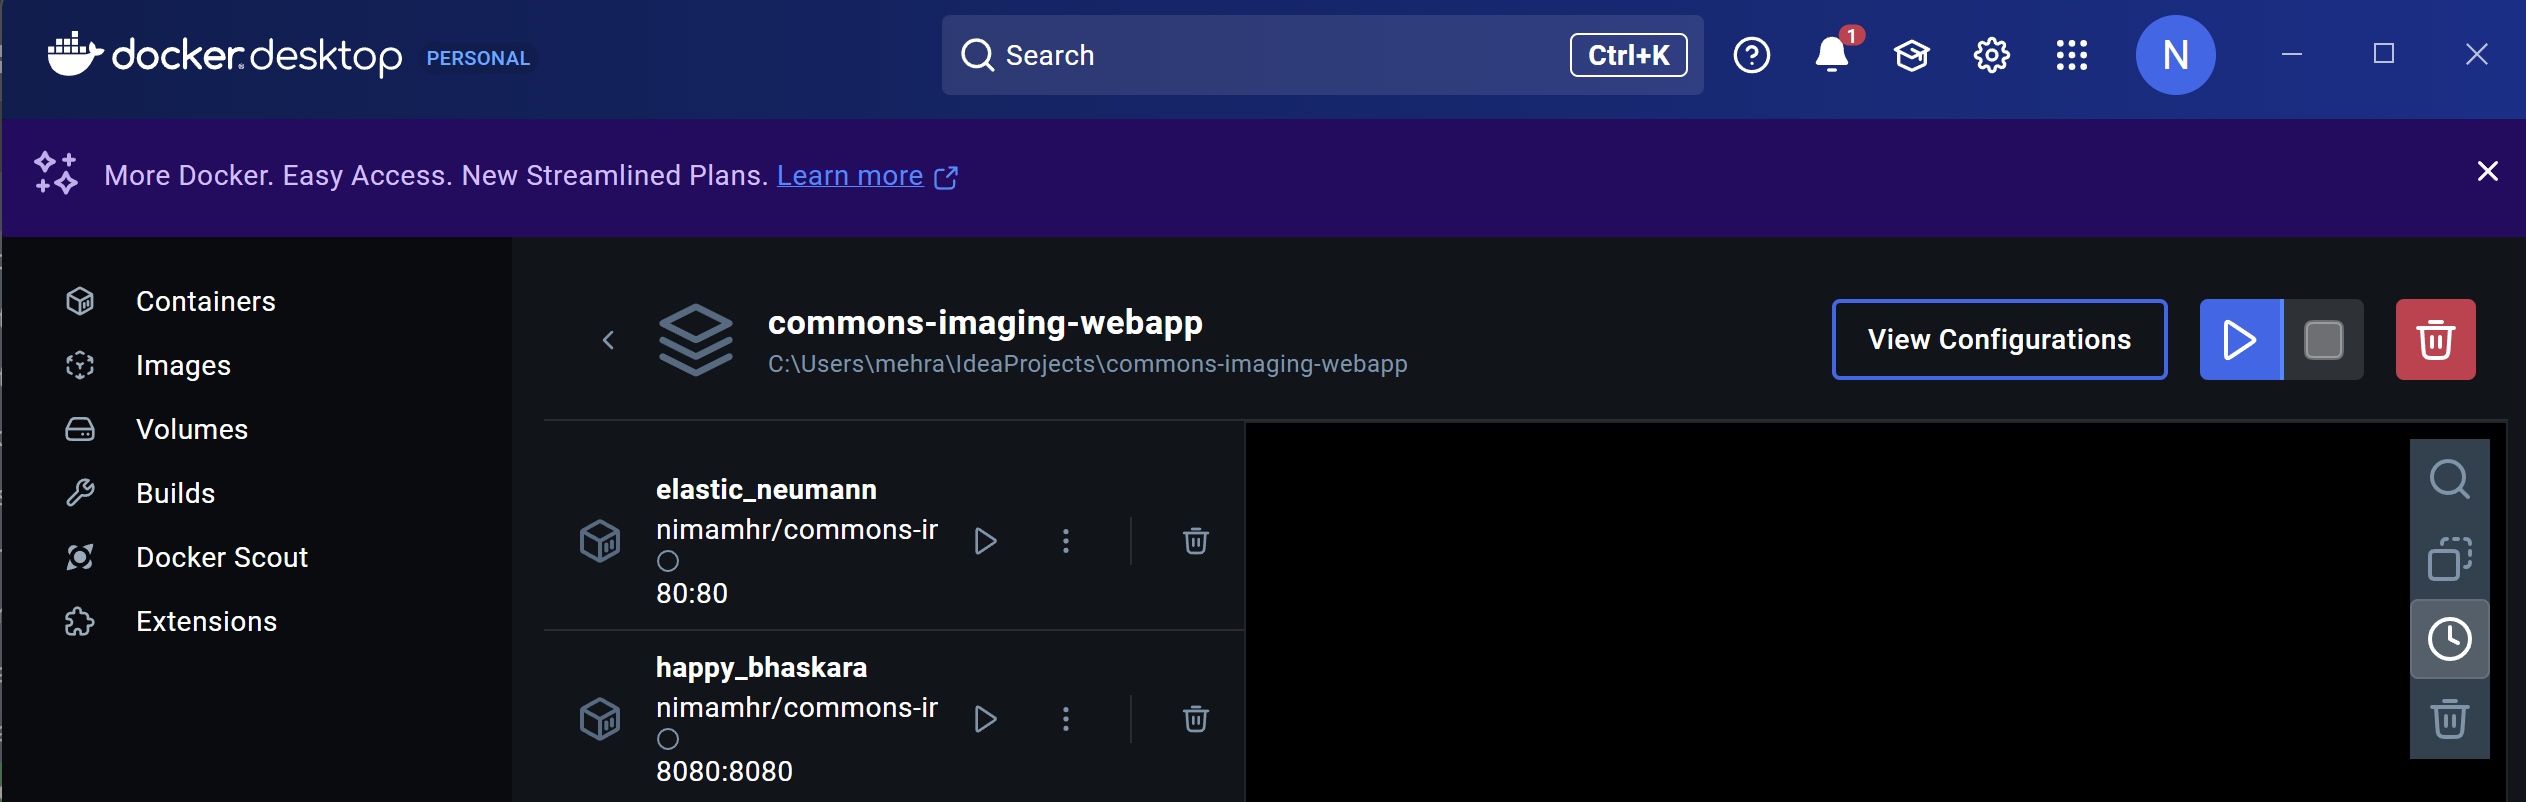 docker desktop PERSONAL
Search Ctrl+K
1
N
More Docker. Easy Access. New Streamlined Plans. Learn more
Containers
Images
Volumes
Builds
Docker Scout
Extensions
commons-imaging-webapp
C:\Users\mehra\IdeaProjects\commons-imaging-webapp
View Configurations
elastic_neumann
nimamhr/commons-ir
80:80
happy_bhaskara
nimamhr/commons-ir
8080:8080